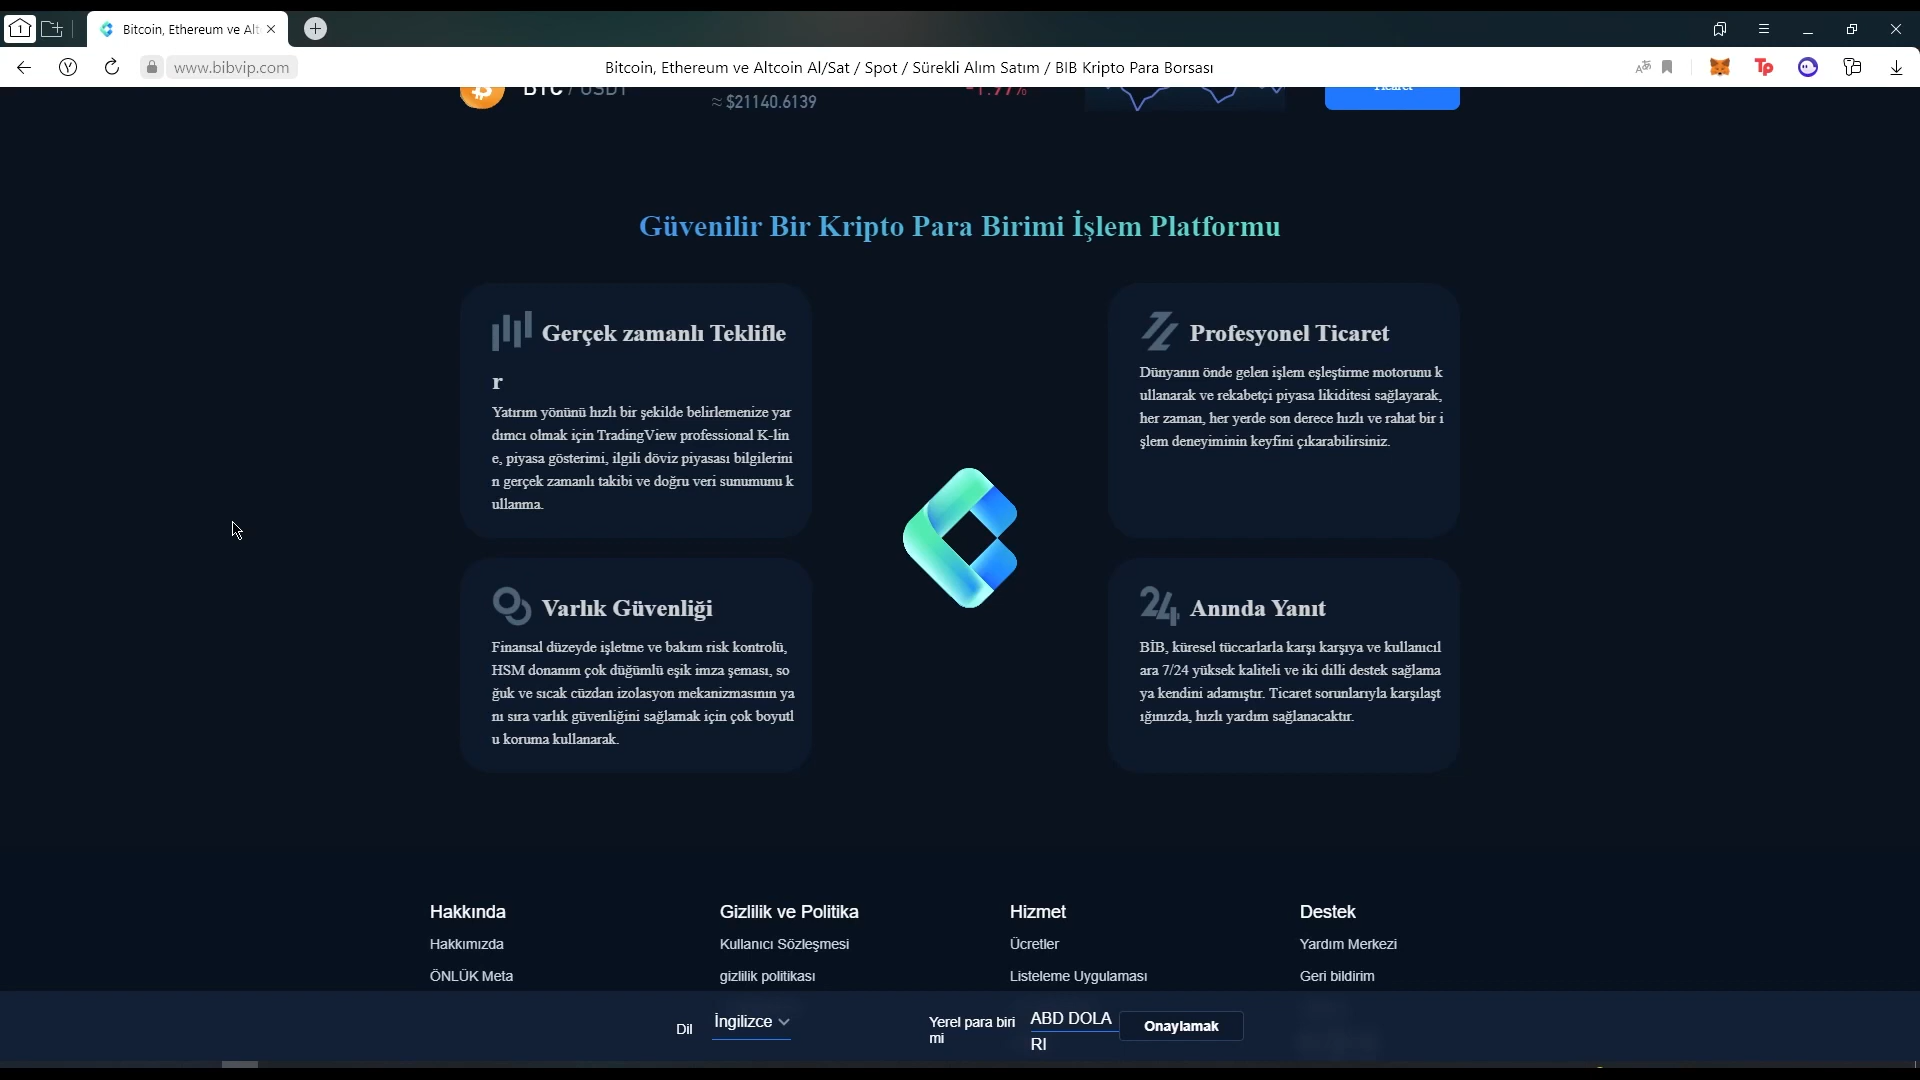 1
Bitcoin, Ethereum ve Alt
www.bibvip.com
Bitcoin, Ethereum ve Altcoin Al/Sat / Spot / Sürekli Alım Satım / BIB Kripto Para Borsası
Tp
BTC / USDT
≈ $21140.6139
-1.97%
Ticaret
Güvenilir Bir Kripto Para Birimi İşlem Platformu
Gerçek zamanlı Teklifle
r
Yatırım yönünü hızlı bir şekilde belirlemenize yar
dımcı olmak için TradingView professional K-lin
e, piyasa gösterimi, ilgili döviz piyasası bilgilerini
n gerçek zamanlı takibi ve doğru veri sunumunu k
ullanma.
Profesyonel Ticaret
Dünyanın önde gelen işlem eşleştirme motorunu k
ullanarak ve rekabetçi piyasa likiditesi sağlayarak,
her zaman, her yerde son derece hızlı ve rahat bir i
şlem deneyiminin keyfini çıkarabilirsiniz.
Varlık Güvenliği
Finansal düzeyde işletme ve bakım risk kontrolü,
HSM donanım çok düğümlü eşik imza şeması, so
ğuk ve sıcak cüzdan izolasyon mekanizmasının ya
nı sıra varlık güvenliğini sağlamak için çok boyutl
u koruma kullanarak.
24
Anında Yanıt
BİB, küresel tüccarlarla karşı karşıya ve kullanıcıl
ara 7/24 yüksek kaliteli ve iki dilli destek sağlama
ya kendini adamıştır. Ticaret sorunlarıyla karşılaşt
ığınızda, hızlı yardım sağlanacaktır.
Hakkında
Hakkımızda
ÖNLÜK Meta
Gizlilik ve Politika
Kullanıcı Sözleşmesi
gizlilik politikası
Hizmet
Ücretler
Listeleme Uygulaması
Destek
Yardım Merkezi
Geri bildirim
Dil
İngilizce
Yerel para biri
mi
ABD DOLA
RI
Onaylamak